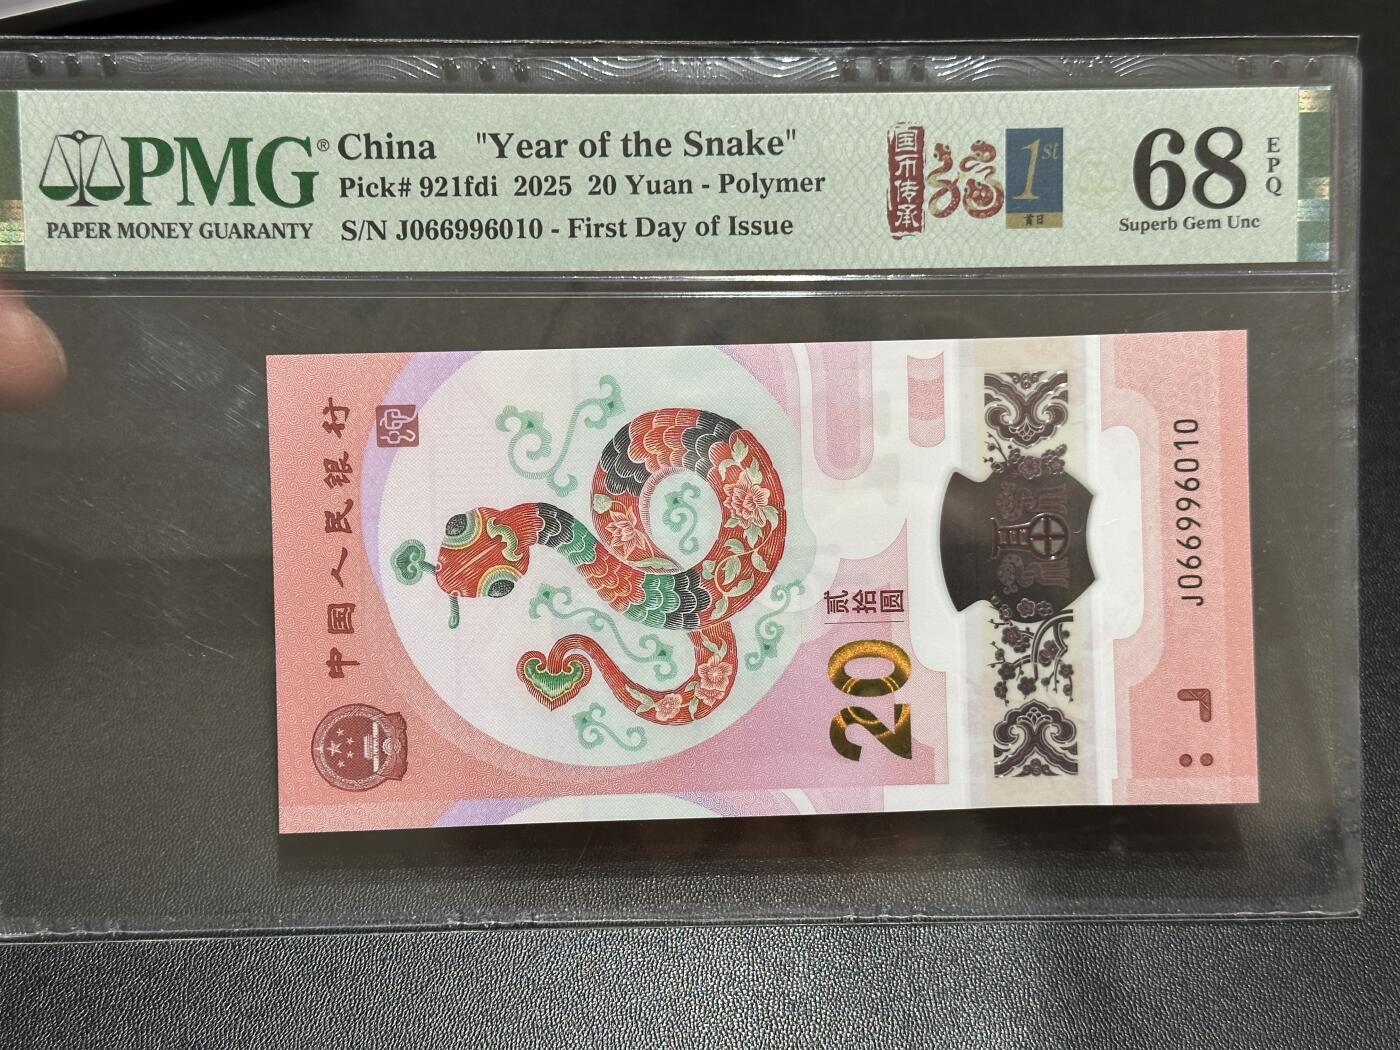 PMG®
PAPER MONEY GUARANTY
China "Year of the Snake"
Pick# 921fdi 2025 20 Yuan - Polymer
S/N J066996010 - First Day of Issue
国币传承
1st
首日
68
EPQ
Superb Gem Unc
中国人民银行
贰拾圆
20
J066996010